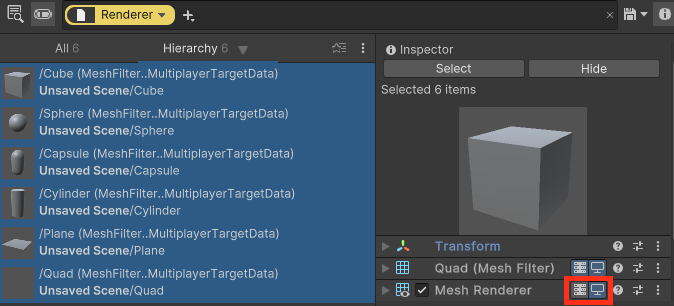 Renderer
All 6
Hierarchy 6
/Cube (MeshFilter..MultiplayerTargetData)
Unsaved Scene/Cube
/Sphere (MeshFilter..MultiplayerTargetData)
Unsaved Scene/Sphere
/Capsule (MeshFilter..MultiplayerTargetData)
Unsaved Scene/Capsule
/Cylinder (MeshFilter..MultiplayerTargetData)
Unsaved Scene/Cylinder
/Plane (MeshFilter..MultiplayerTargetData)
Unsaved Scene/Plane
/Quad (MeshFilter..MultiplayerTargetData)
Unsaved Scene/Quad
Inspector
Select
Hide
Selected 6 items
Transform
Quad (Mesh Filter)
Mesh Renderer